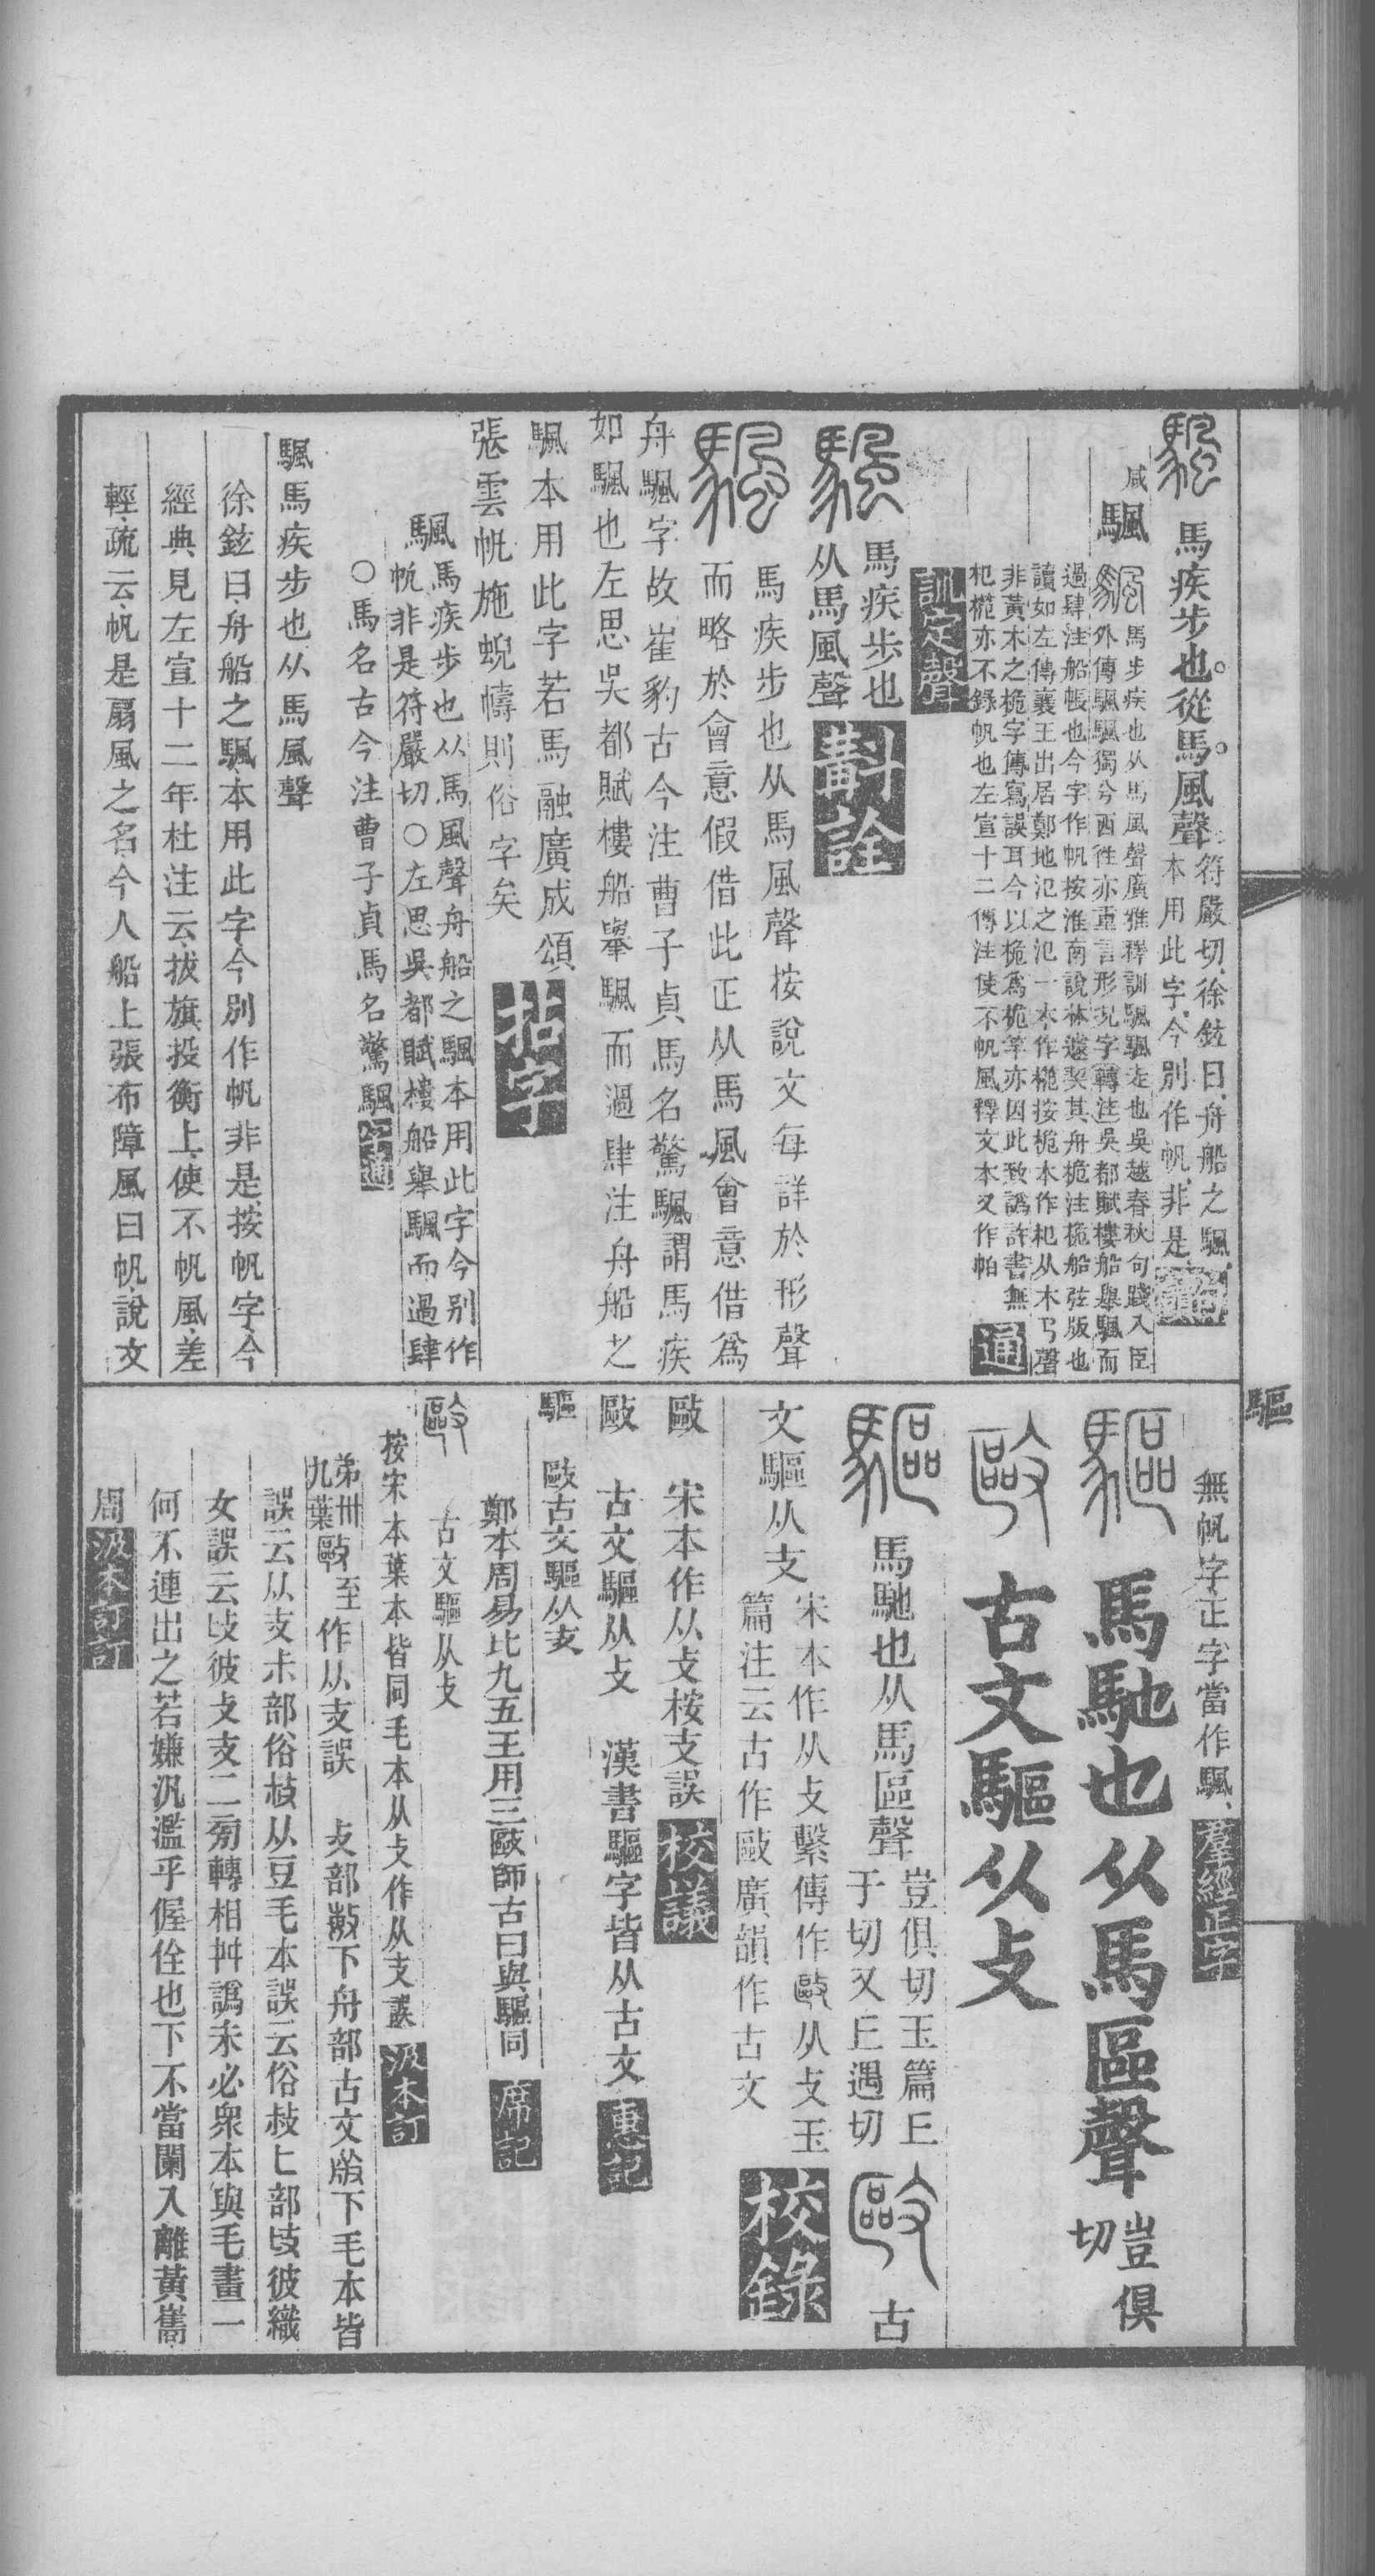 馬疾步也從馬風聲
符嚴切徐鉉曰舟船之颿
本用此字今別作帆非是
咸
颿
馬步疾也从馬風聲廣雅釋訓颿颿走也吳越春秋句踐入臣
外傳颿颿獨兮西往亦重言形況字轉注吳都賦樓船舉颿而
過肆注船帳也今字作帆按淮南說林遽契其舟桅注桅船弦版也
讀如左傳襄王出居鄭地氾之氾一本作樦按桅本作杝从木㔾聲
非黃木之桅字傳寫誤耳今以桅爲桅竿亦因此致譌許書無
亦不錄帆也左宣十二傳注使不帆風釋文本又作帕
通訓定聲
馬疾步也
从馬風聲
斠詮
馬疾步也从馬風聲按說文每詳於形聲
而略於會意假借此正从馬風會意借爲
舟颿字故崔豹古今注曹子貞馬名驚颿謂馬疾
如颿也左思吳都賦樓船舉颿而過肆注舟船之
颿本用此字若馬融廣成頌
張雲帆施蜺幬則俗字矣
颿
馬疾步也从馬風聲舟船之颿本用此字今別作
帆非是符嚴切〇左思吳都賦樓船舉颿而過肆
〇馬名古今注曹子貞馬名驚颿
颿馬疾步也从馬風聲
徐鉉曰舟船之颿本用此字今別作帆非是按帆字今
經典見左宣十二年杜注云拔旗投衡上使不帆風差
輕疏云帆是扇風之名今人船上張布障風曰帆說文
無帆字正字當作颿
羣經正字
驅
馬馳也从馬區聲
豈俱
切
古文驅从攴
馬馳也从馬區聲
豈俱切玉篇丘
于切又丘遇切
古
文驅从支
宋本作从攴繫傳作敺从攴玉
篇注云古作敺廣韻作古文
校錄
敺 宋本作从攴桉支誤
校議
敺 古文驅从攴 漢書驅字皆从古文
惠記
驅 敺古文驅从支
鄭本周易比九五王用三敺師古曰與驅同
席記
古文驅从攴
按宋本葉本皆同毛本从攴作从支誤
汲本訂
弟卅
九葉
敺至
作从支誤 攴部敽下舟部古文下毛本皆
誤云从支尗部俗豉从豆毛本誤云俗敊匕部𢻃彼織
女誤云𢻃彼攴支二㫄轉相舛譌未必衆本與毛畫一
何不連出之若嫌汎濫乎偓佺也下不當闌入離黃巂
周
汲本訂訂